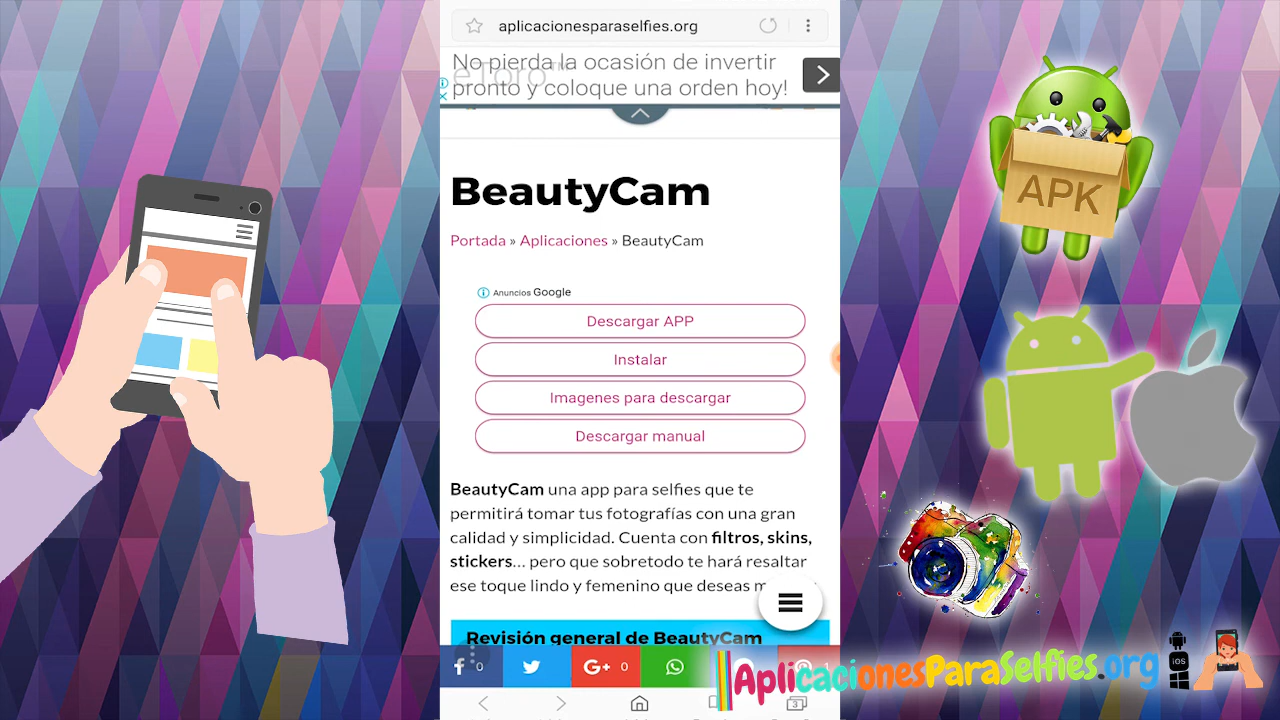 aplicacionesparaselfies.org
No pierda la ocasión de invertir
pronto y coloque una orden hoy!
eToro
BeautyCam
Portada » Aplicaciones » BeautyCam
Anuncios Google
Descargar APP
Instalar
Imagenes para descargar
Descargar manual
BeautyCam una app para selfies que te
permitirá tomar tus fotografías con una gran
calidad y simplicidad. Cuenta con filtros, skins,
stickers... pero que sobretodo te hará resaltar
ese toque lindo y femenino que deseas
Revisión general de BeautyCam
f 0
G+ 0
AplicacionesParaSelfies.org
3
APK
iOS